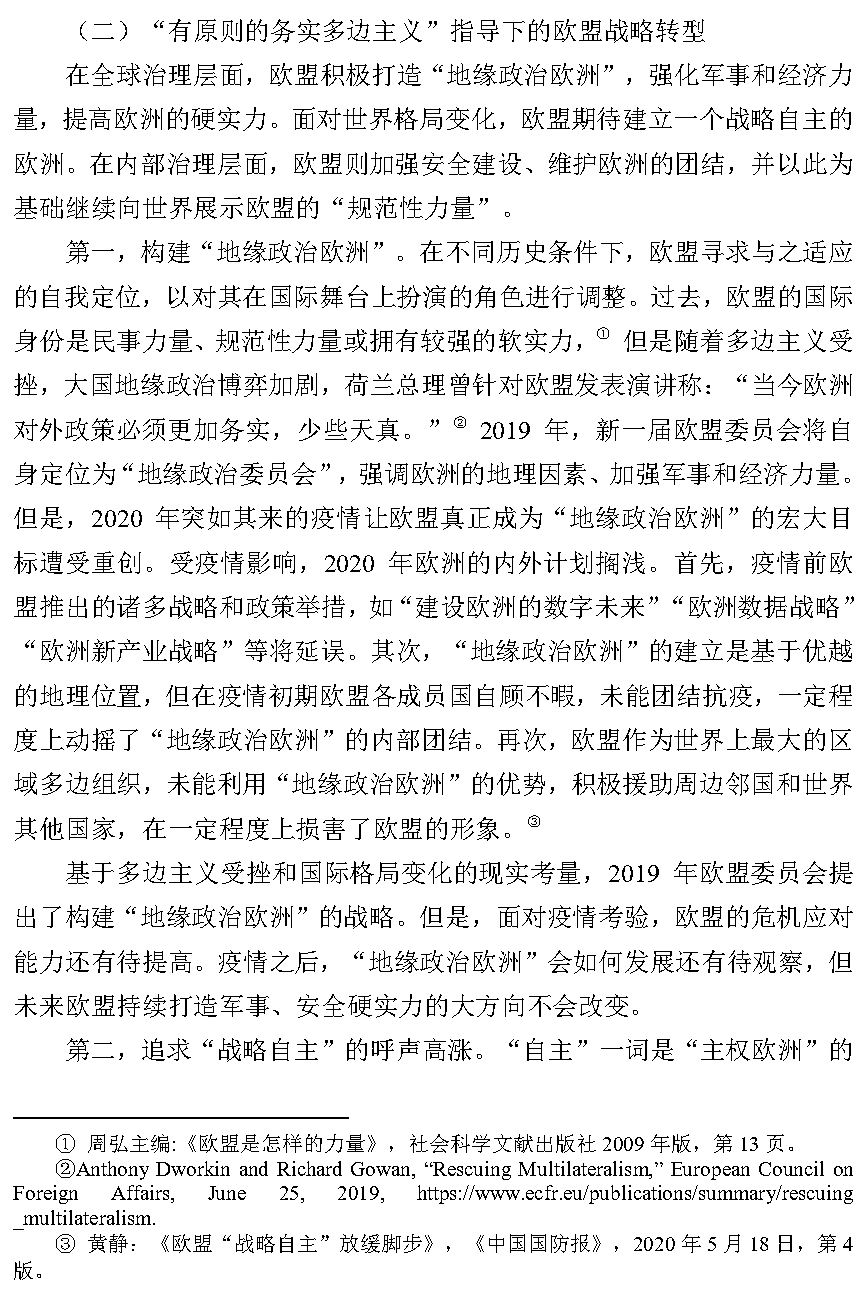 （二）“有原则的务实多边主义”指导下的欧盟战略转型
在全球治理层面，欧盟积极打造“地缘政治欧洲”，强化军事和经济力
量，提高欧洲的硬实力。面对世界格局变化，欧盟期待建立一个战略自主的
欧洲。在内部治理层面，欧盟则加强安全建设、维护欧洲的团结，并以此为
基础继续向世界展示欧盟的“规范性力量”。
第一，构建“地缘政治欧洲”。在不同历史条件下，欧盟寻求与之适应
的自我定位，以对其在国际舞台上扮演的角色进行调整。过去，欧盟的国际
身份是民事力量、规范性力量或拥有较强的软实力，① 但是随着多边主义受
挫，大国地缘政治博弈加剧，荷兰总理曾针对欧盟发表演讲称：“当今欧洲
对外政策必须更加务实，少些天真。”② 2019 年，新一届欧盟委员会将自
身定位为“地缘政治委员会”，强调欧洲的地理因素、加强军事和经济力量。
但是，2020 年突如其来的疫情让欧盟真正成为“地缘政治欧洲”的宏大目
标遭受重创。受疫情影响，2020 年欧洲的内外计划搁浅。首先，疫情前欧
盟推出的诸多战略和政策举措，如“建设欧洲的数字未来”“欧洲数据战略”
“欧洲新产业战略”等将延误。其次，“地缘政治欧洲”的建立是基于优越
的地理位置，但在疫情初期欧盟各成员国自顾不暇，未能团结抗疫，一定程
度上动摇了“地缘政治欧洲”的内部团结。再次，欧盟作为世界上最大的区
域多边组织，未能利用“地缘政治欧洲”的优势，积极援助周边邻国和世界
其他国家，在一定程度上损害了欧盟的形象。③
基于多边主义受挫和国际格局变化的现实考量，2019 年欧盟委员会提
出了构建“地缘政治欧洲”的战略。但是，面对疫情考验，欧盟的危机应对
能力还有待提高。疫情之后，“地缘政治欧洲”会如何发展还有待观察，但
未来欧盟持续打造军事、安全硬实力的大方向不会改变。
第二，追求“战略自主”的呼声高涨。“自主”一词是“主权欧洲”的
① 周弘主编:《欧盟是怎样的力量》，社会科学文献出版社 2009 年版，第 13 页。
②Anthony Dworkin and Richard Gowan, “Rescuing Multilateralism,” European Council on
Foreign Affairs, June 25, 2019, https://www.ecfr.eu/publications/summary/rescuing
_multilateralism.
③ 黄静：《欧盟“战略自主”放缓脚步》，《中国国防报》，2020 年 5 月 18 日，第 4
版。